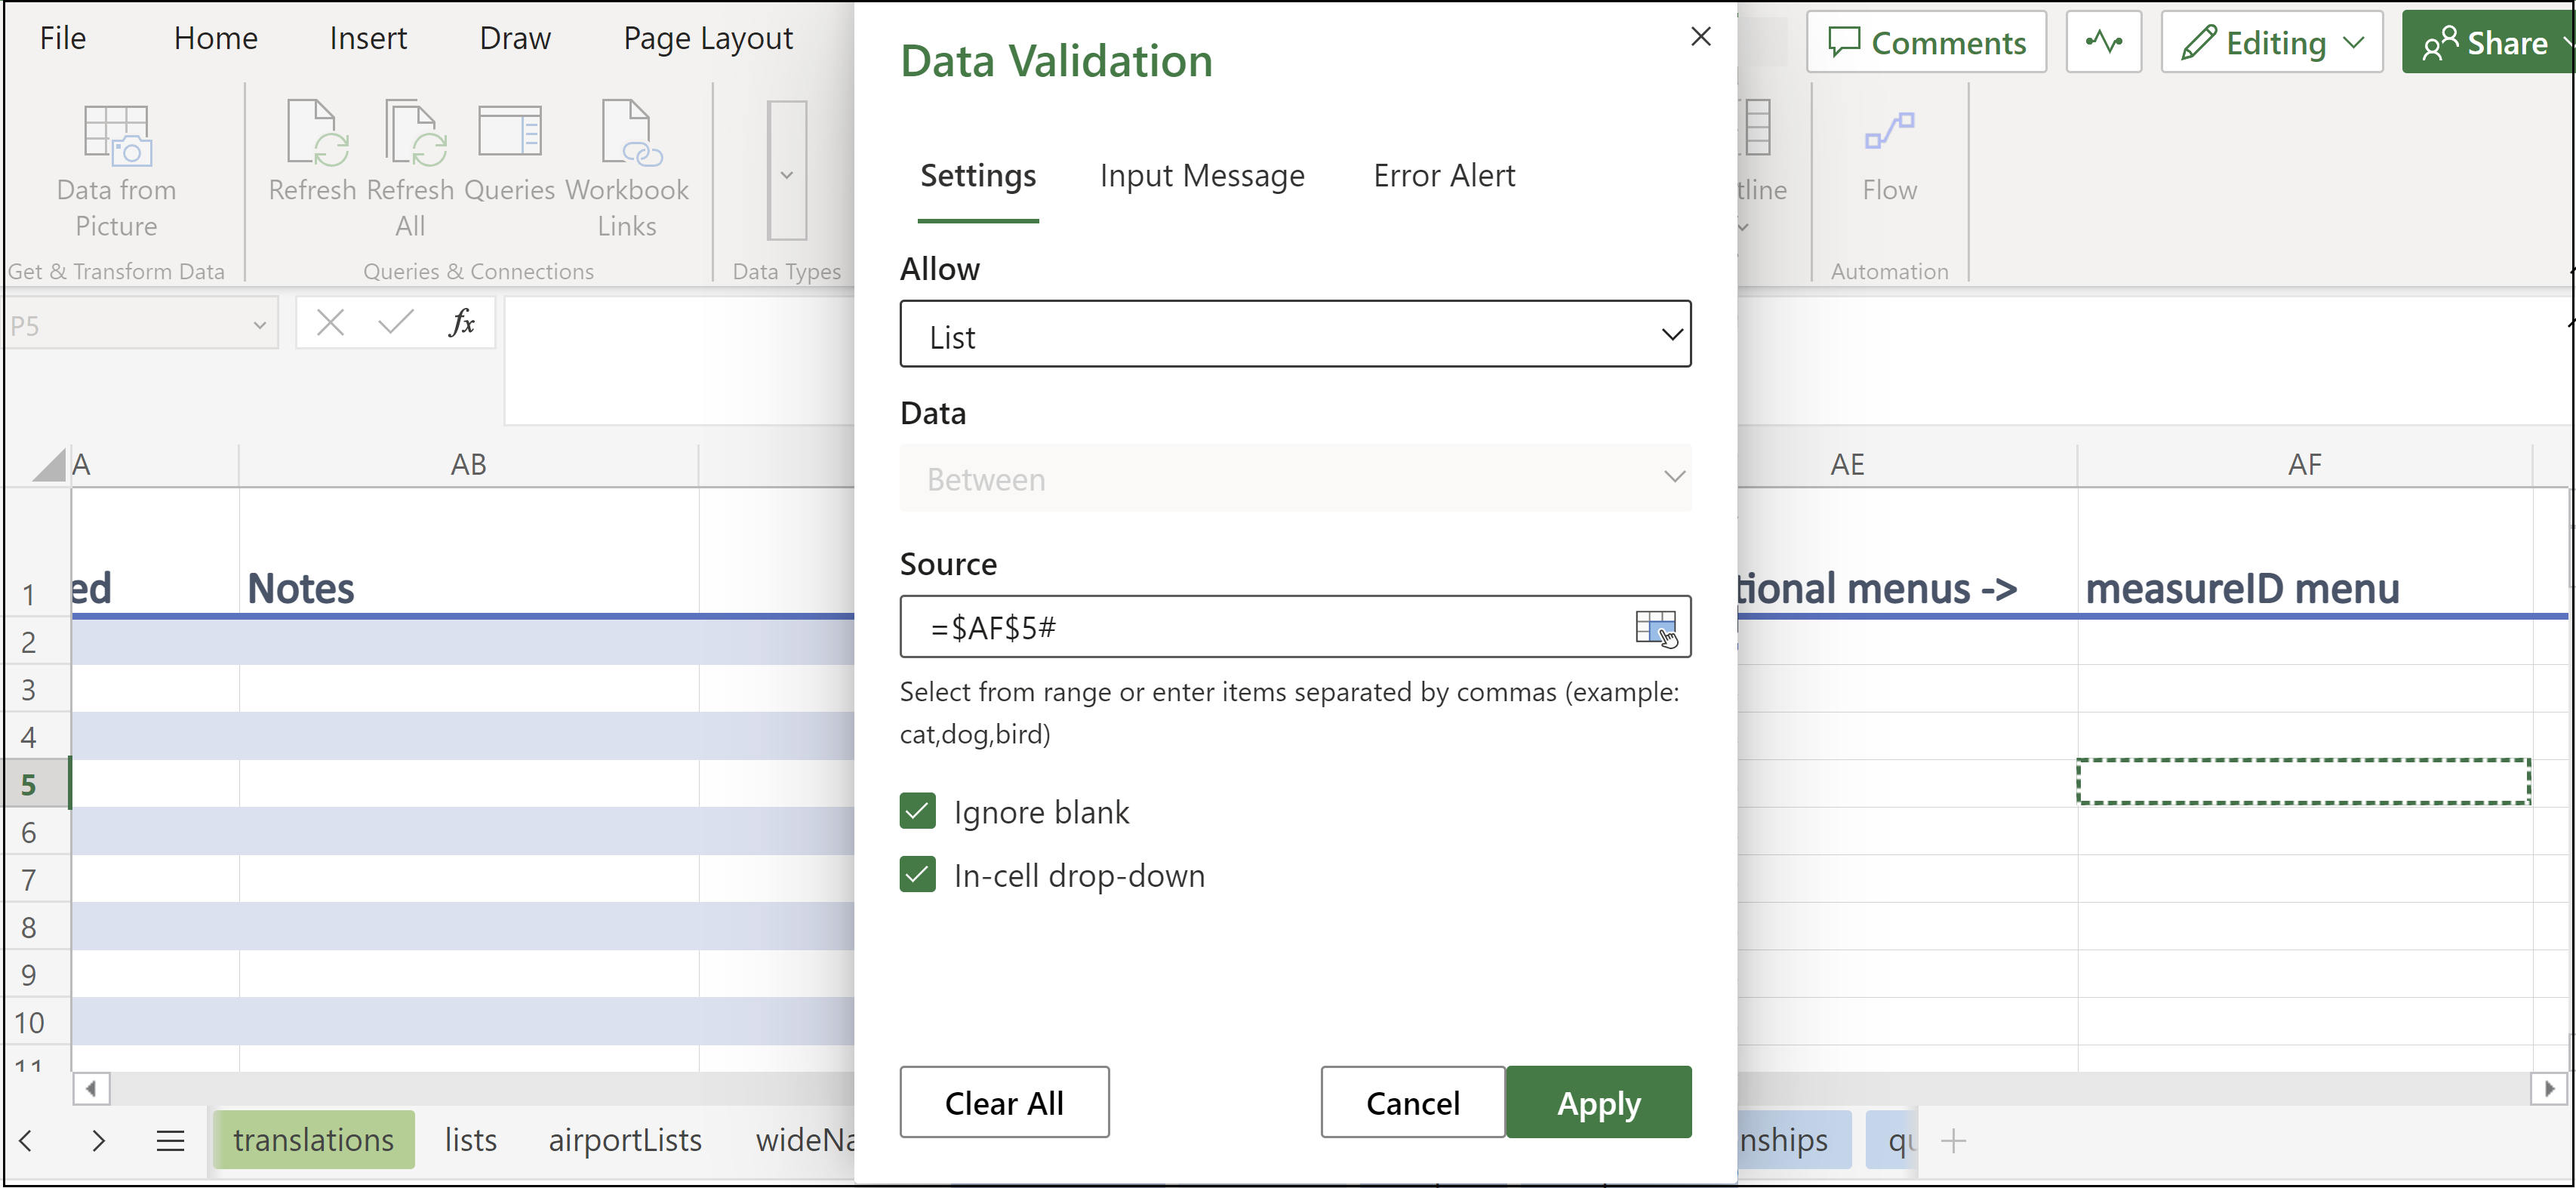 File Home Insert Draw Page Layout
Comments Editing Share
Data from Picture
Refresh
Refresh All
Queries
Workbook Links
Flow
Get & Transform Data
Queries & Connections
Data Types
Automation
P5
fx
Data Validation
Settings Input Message Error Alert
Allow
List
Data
Between
Source
=$AF$5#
Select from range or enter items separated by commas (example:
cat,dog,bird)
Ignore blank
In-cell drop-down
Clear All Cancel Apply
A AB AE AF
1 ed Notes tional menus -> measureID menu
2
3
4
5
6
7
8
9
10
11
translations lists airportLists wideNa nships qu